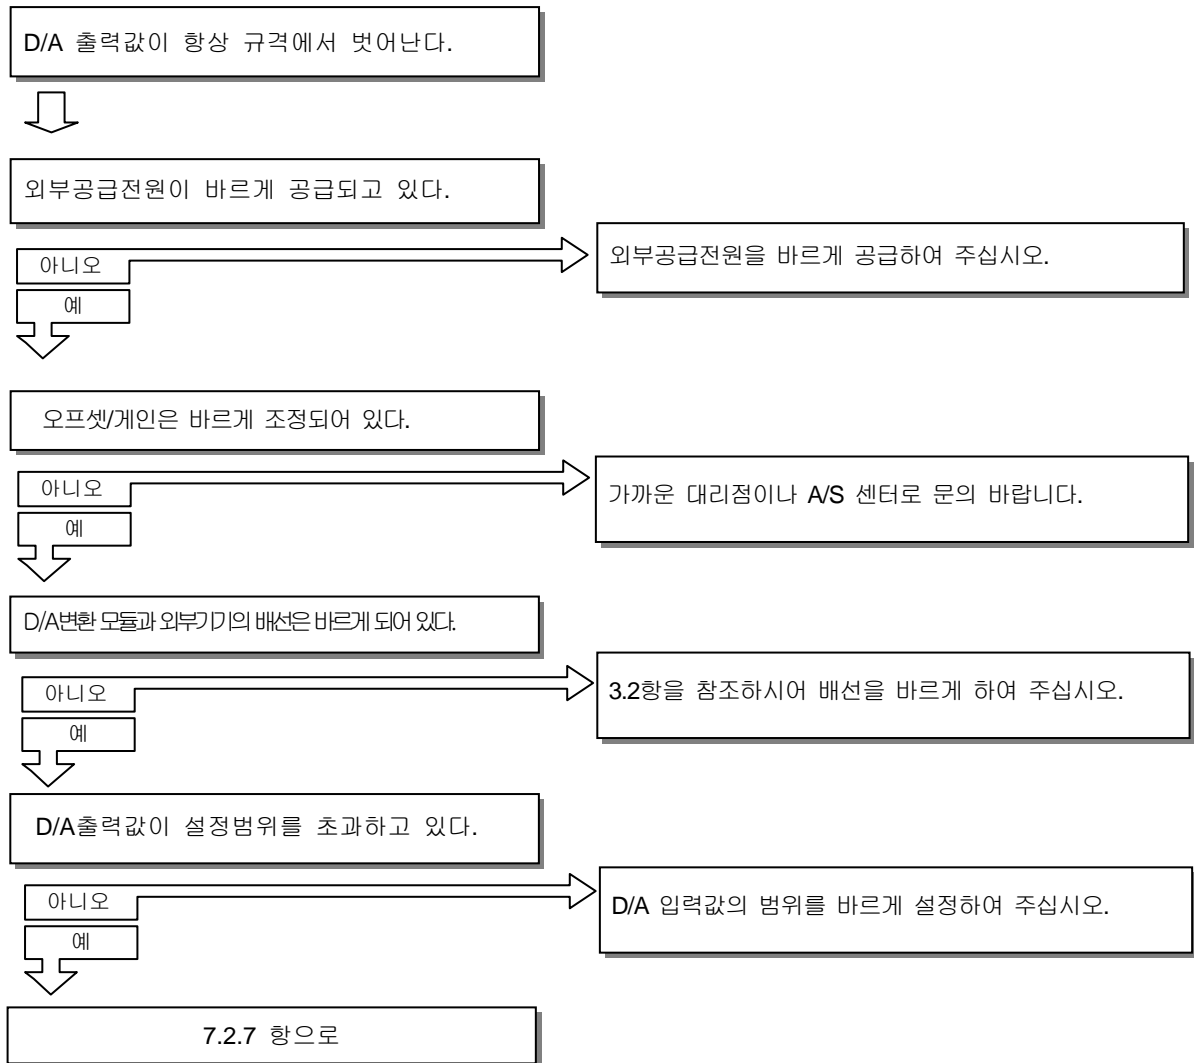 D/A 출력값이 항상 규격에서 벗어난다.
외부공급전원이 바르게 공급되고 있다.
아니오
외부공급전원을 바르게 공급하여 주십시오.
예
오프셋/게인은 바르게 조정되어 있다.
아니오
가까운 대리점이나 A/S 센터로 문의 바랍니다.
예
D/A변환 모듈과 외부기기의 배선은 바르게 되어 있다.
아니오
3.2항을 참조하시어 배선을 바르게 하여 주십시오.
예
D/A출력값이 설정범위를 초과하고 있다.
아니오
D/A 입력값의 범위를 바르게 설정하여 주십시오.
예
7.2.7 항으로